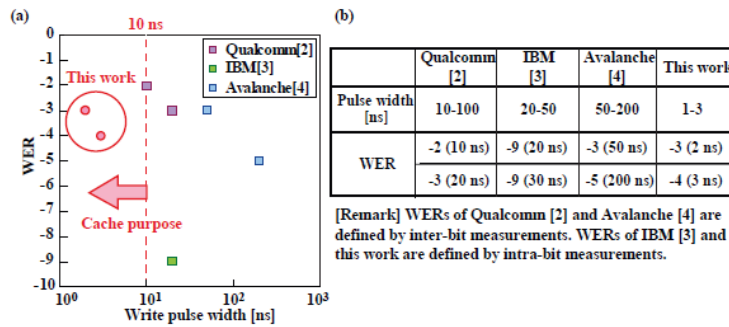 (a)
10 ns
0
-1
-2
-3
-4
-5
-6
-7
-8
-9
-10
WER
This work
Qualcomm[2]
IBM[3]
Avalanche[4]
Cache purpose
10⁰ 10¹ 10² 10³
Write pulse width [ns]
(b)
Qualcomm [2] IBM [3] Avalanche [4] This work
Pulse width [ns] 10-100 20-50 50-200 1-3
WER -2 (10 ns) -9 (20 ns) -3 (50 ns) -3 (2 ns)
-3 (20 ns) -9 (30 ns) -5 (200 ns) -4 (3 ns)
[Remark] WERs of Qualcomm [2] and Avalanche [4] are
defined by inter-bit measurements. WERs of IBM [3] and
this work are defined by intra-bit measurements.